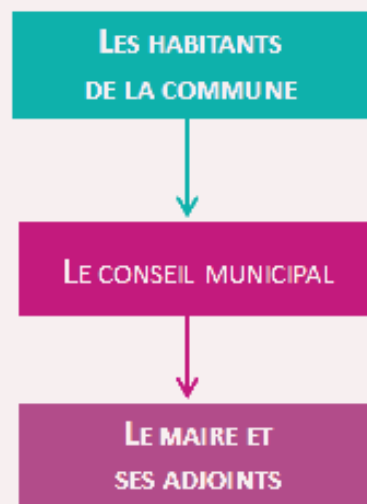 LES HABITANTS
DE LA COMMUNE
LE CONSEIL MUNICIPAL
LE MAIRE ET
SES ADJOINTS